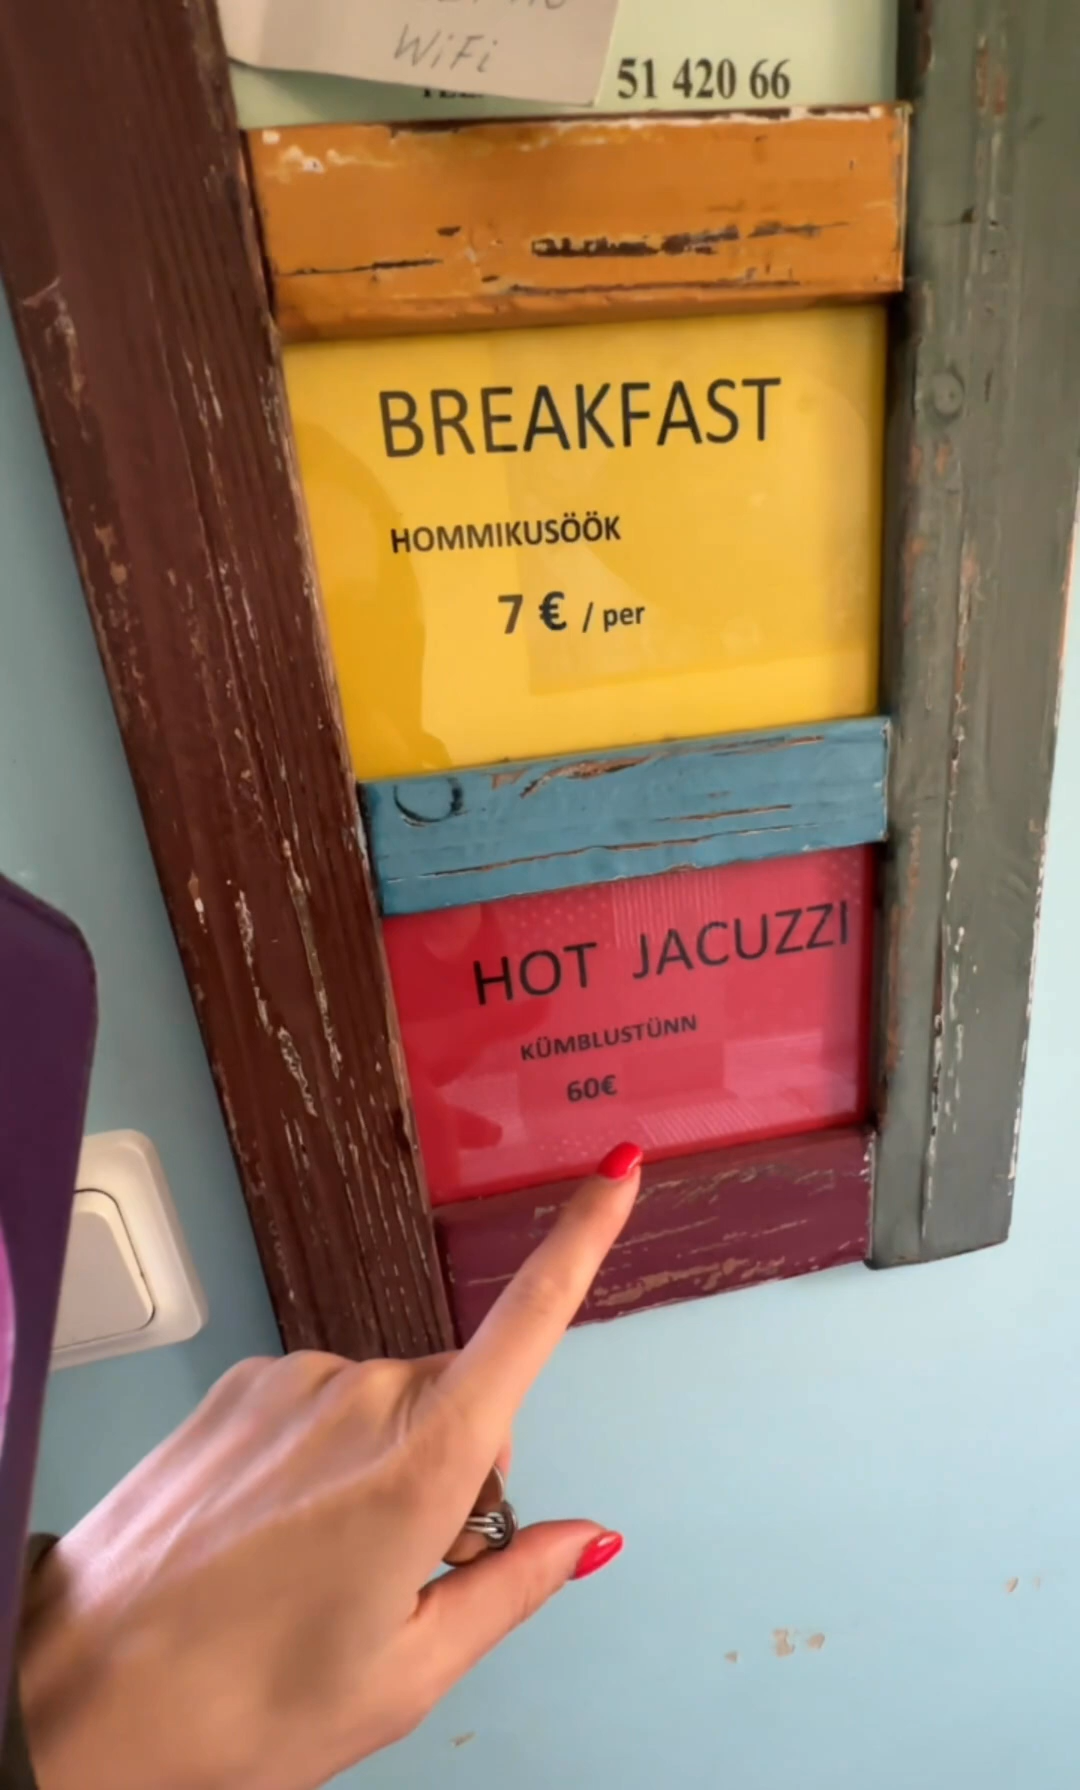 WiFi
51 420 66
BREAKFAST
HOMMIKUSÖÖK
7 € / per
HOT JACUZZI
KÜMBLUSTÜNN
60€